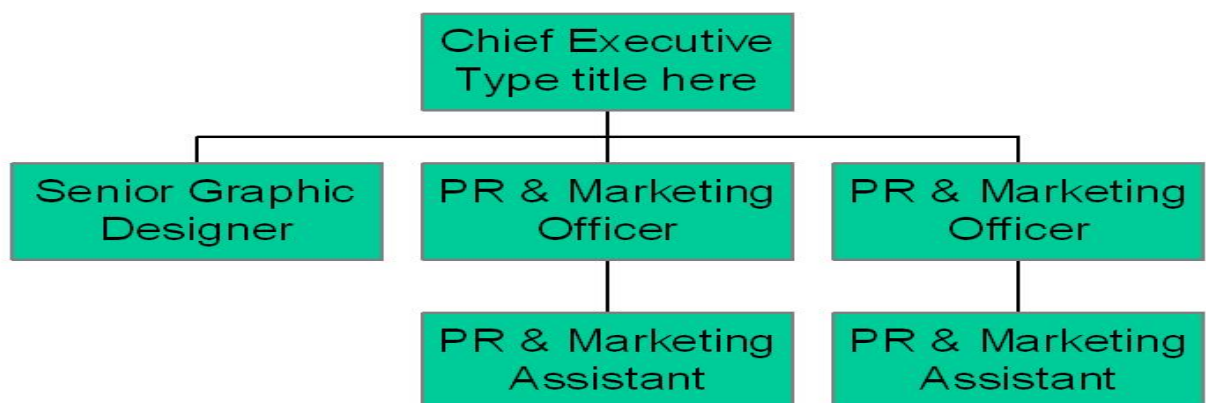 Chief Executive
Type title here
Senior Graphic
Designer
PR & Marketing
Officer
PR & Marketing
Officer
PR & Marketing
Assistant
PR & Marketing
Assistant